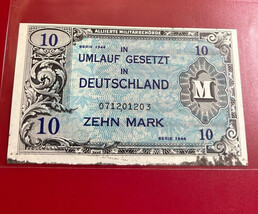 ALLIIERTE MILITÄRBEHÖRDE
10 SERIE 1944 10
IN
UMLAUF GESETZT
IN
DEUTSCHLAND
M
071201203
ZEHN MARK
10 10
SERIE 1944